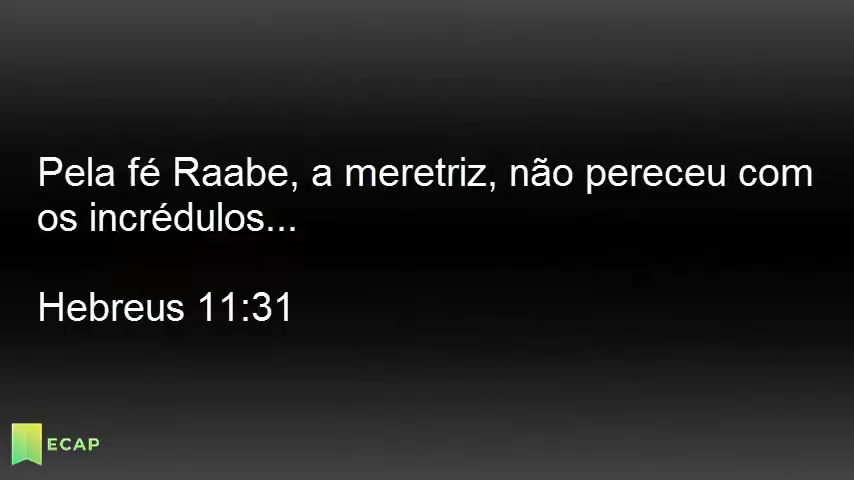 Pela fé Raabe, a meretriz, não pereceu com
os incrédulos...
Hebreus 11:31
ECAP